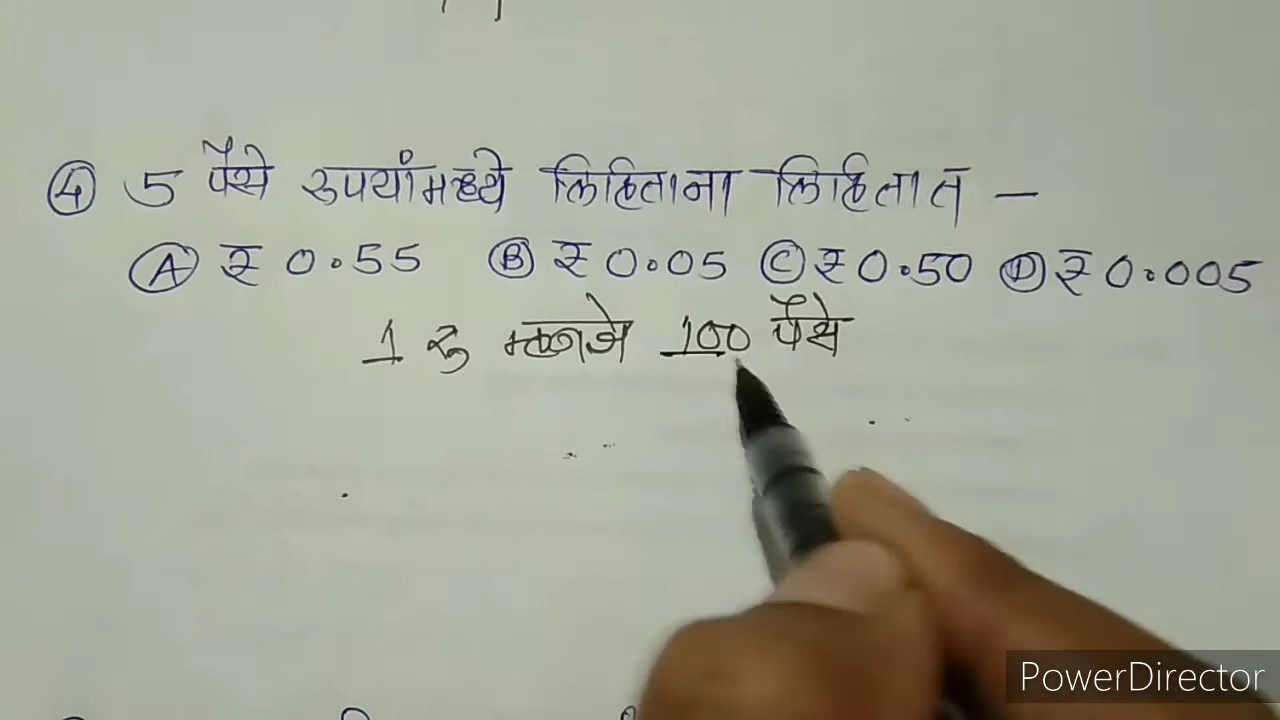 ④ 5 पैसे रुपयांमध्ये लिहिताना लिहितात –
Ⓐ ₹ 0.55 Ⓑ ₹ 0.05 Ⓒ ₹ 0.50 Ⓓ ₹ 0.005
1 रु म्हणजे 100 पैसे
PowerDirector